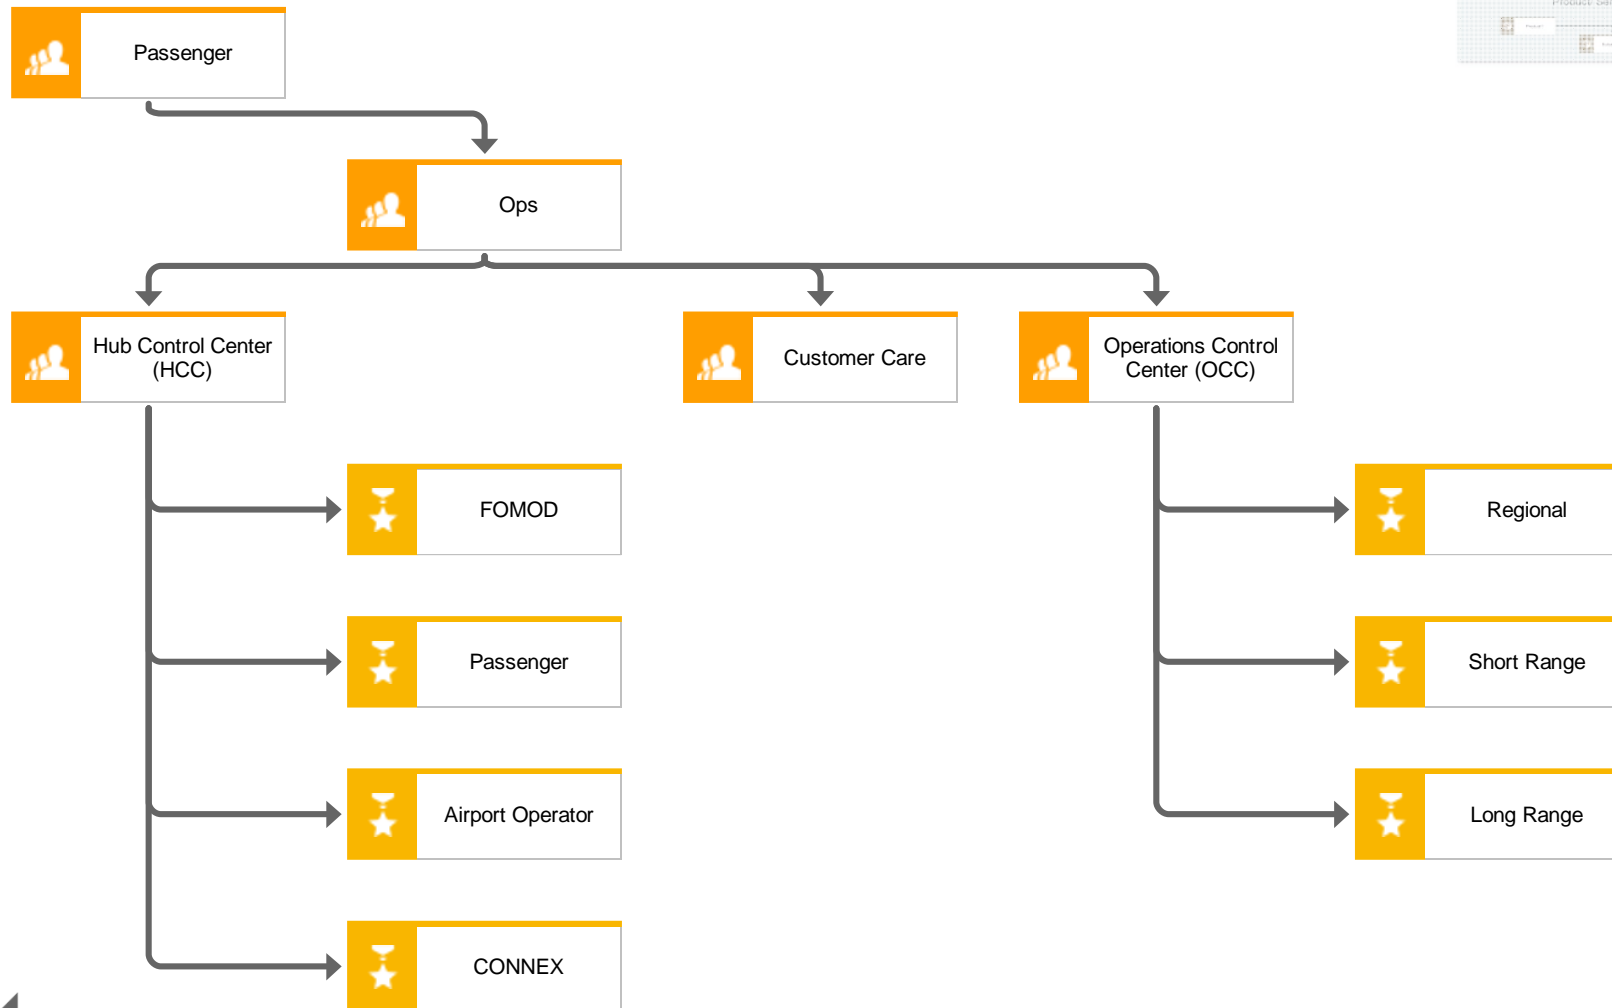 Passenger
Ops
Hub Control Center
(HCC)
Customer Care
Operations Control
Center (OCC)
FOMOD
Regional
Passenger
Short Range
Airport Operator
Long Range
CONNEX